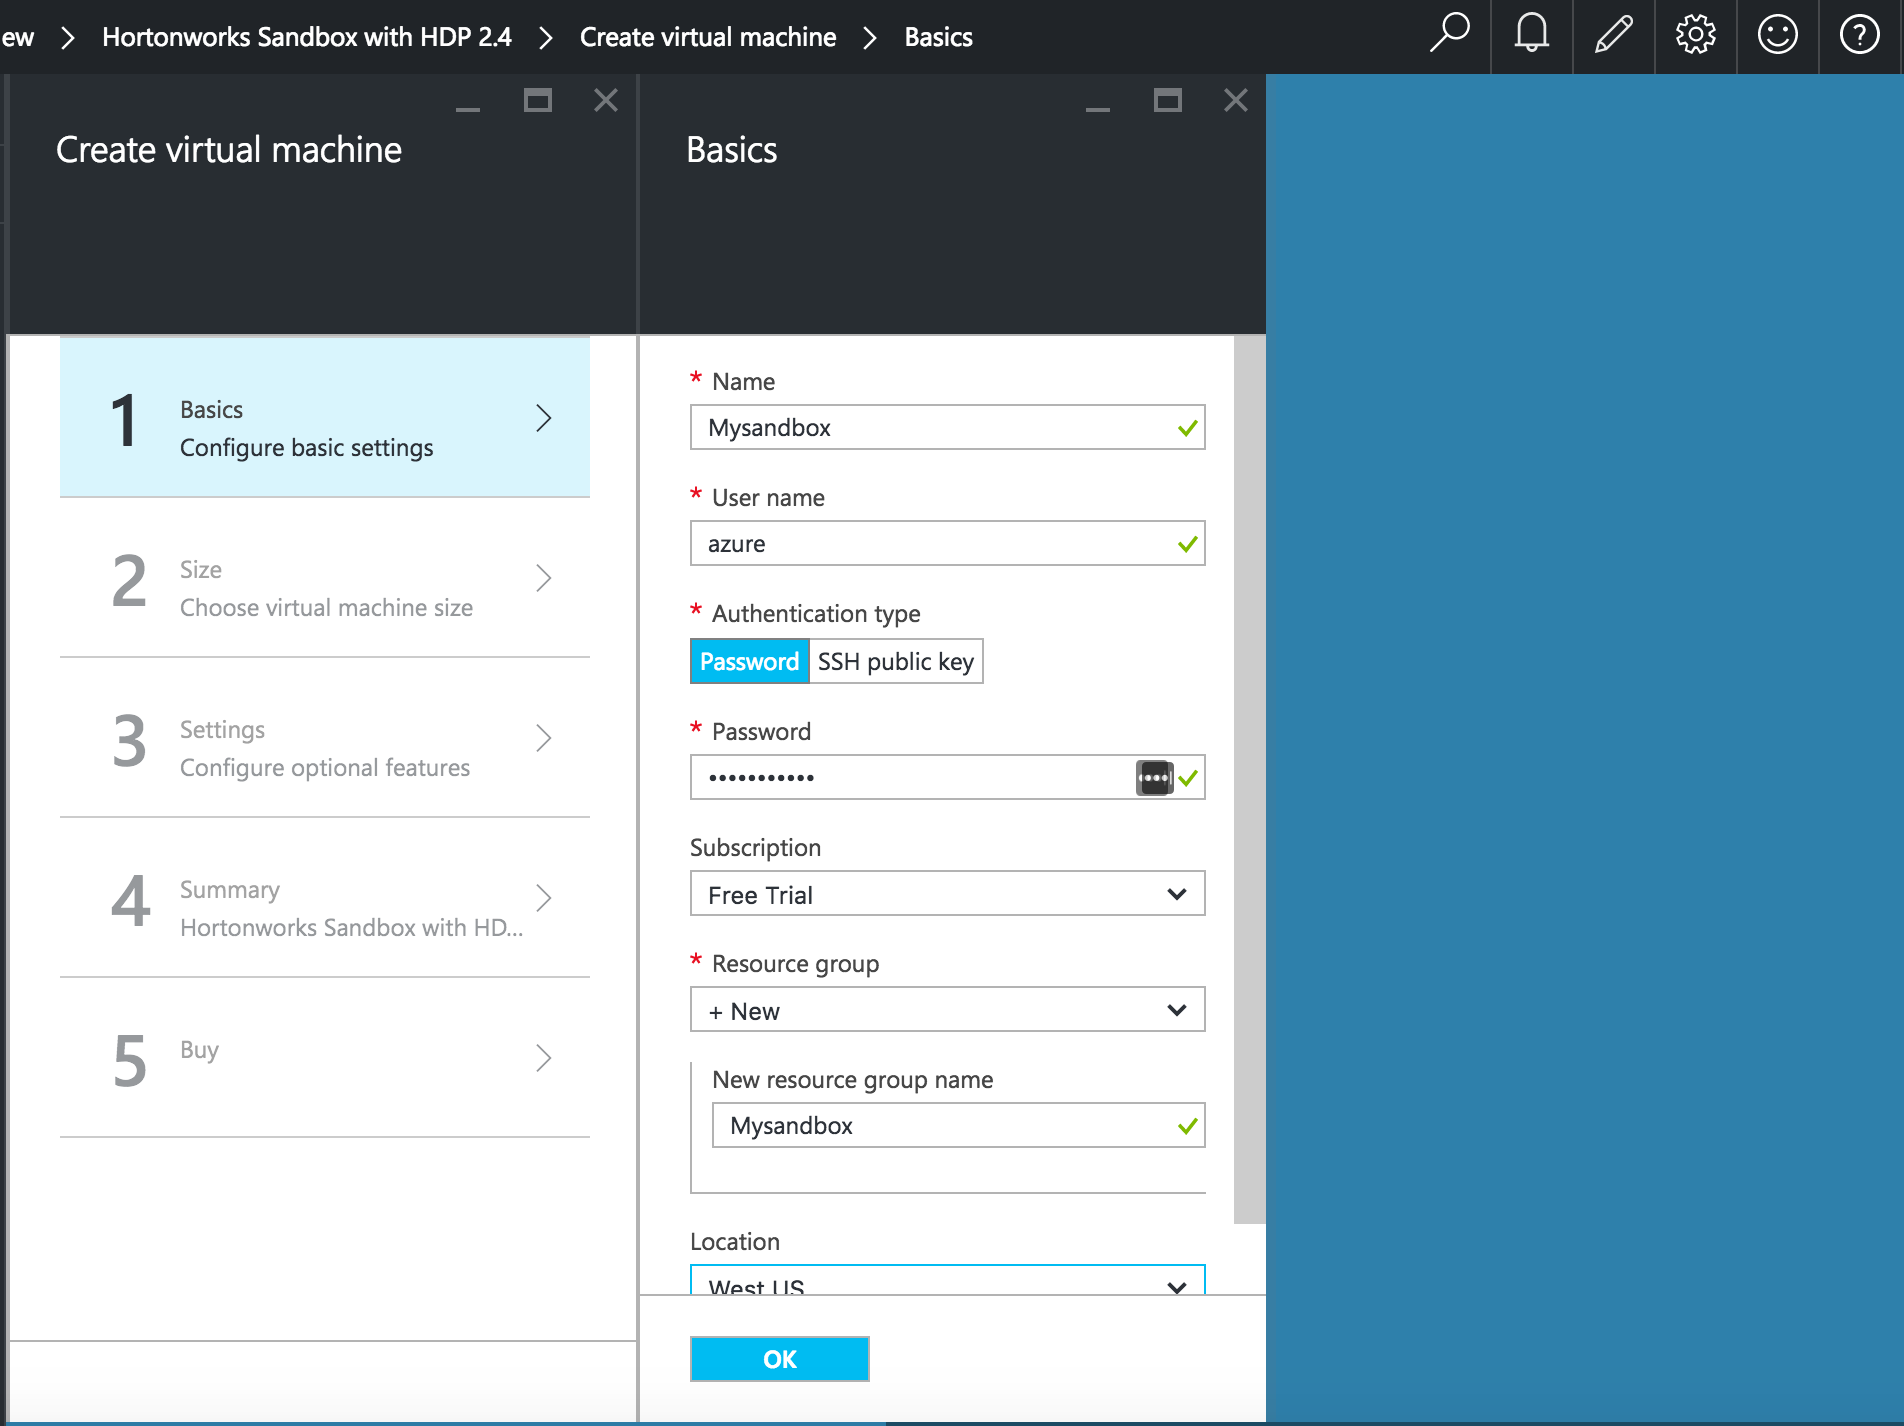 ew > Hortonworks Sandbox with HDP 2.4 > Create virtual machine > Basics
Create virtual machine
1
Basics
Configure basic settings
2
Size
Choose virtual machine size
3
Settings
Configure optional features
4
Summary
Hortonworks Sandbox with HD...
5
Buy
Basics
* Name
Mysandbox
* User name
azure
* Authentication type
Password SSH public key
* Password
•••••••••••
Subscription
Free Trial
* Resource group
+ New
New resource group name
Mysandbox
Location
West US
OK